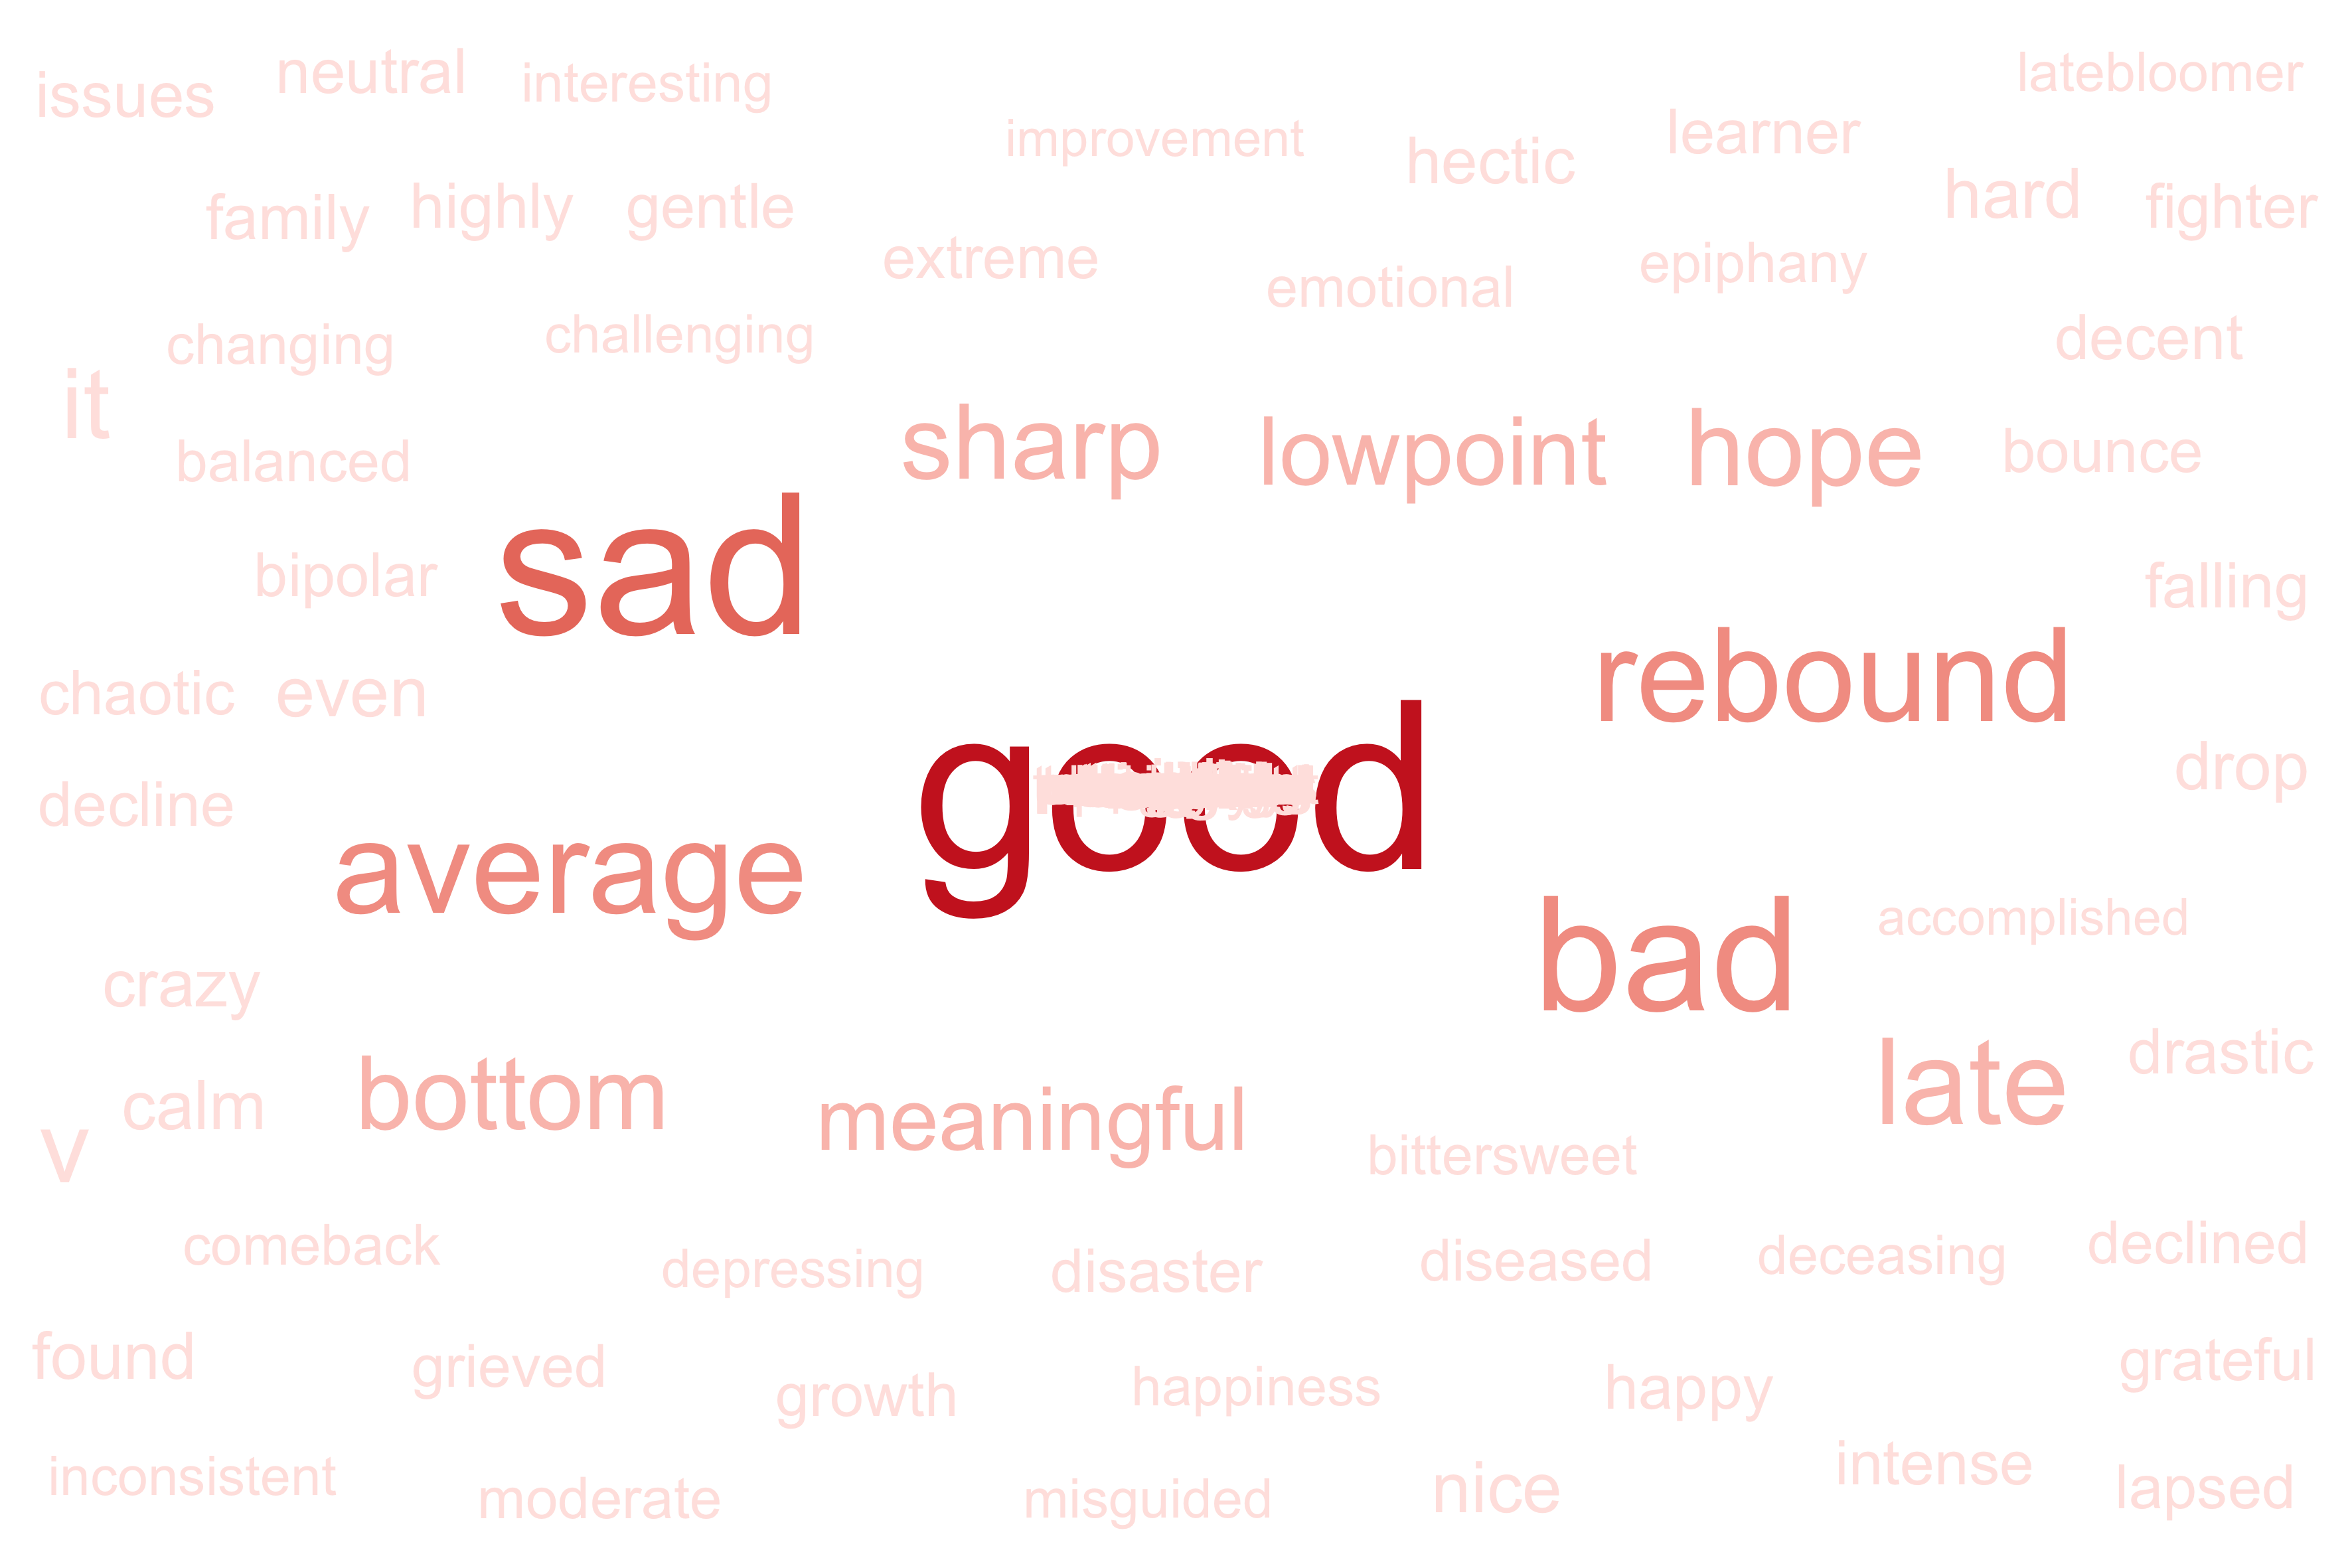 issues neutral interesting latebloomer
improvement hectic learner
family highly gentle hard fighter
extreme emotional epiphany
changing challenging decent
it
balanced sharp lowpoint hope bounce
sad
bipolar falling
chaotic even rebound
decline good drop
average accomplished
crazy bad
calm bottom meaningful late drastic
v bittersweet
comeback depressing disaster diseased deceasing declined
found grieved growth happiness happy grateful
inconsistent moderate misguided nice intense lapsed